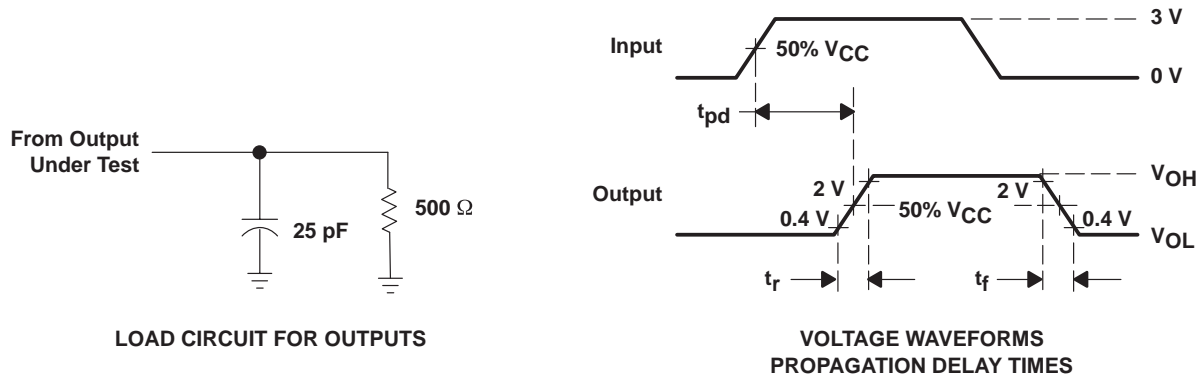 From Output
Under Test
25 pF
500 Ω
LOAD CIRCUIT FOR OUTPUTS
Input
50% VCC
3 V
0 V
tpd
Output
2 V
0.4 V
50% VCC
2 V
0.4 V
VOH
VOL
tr
tf
VOLTAGE WAVEFORMS
PROPAGATION DELAY TIMES